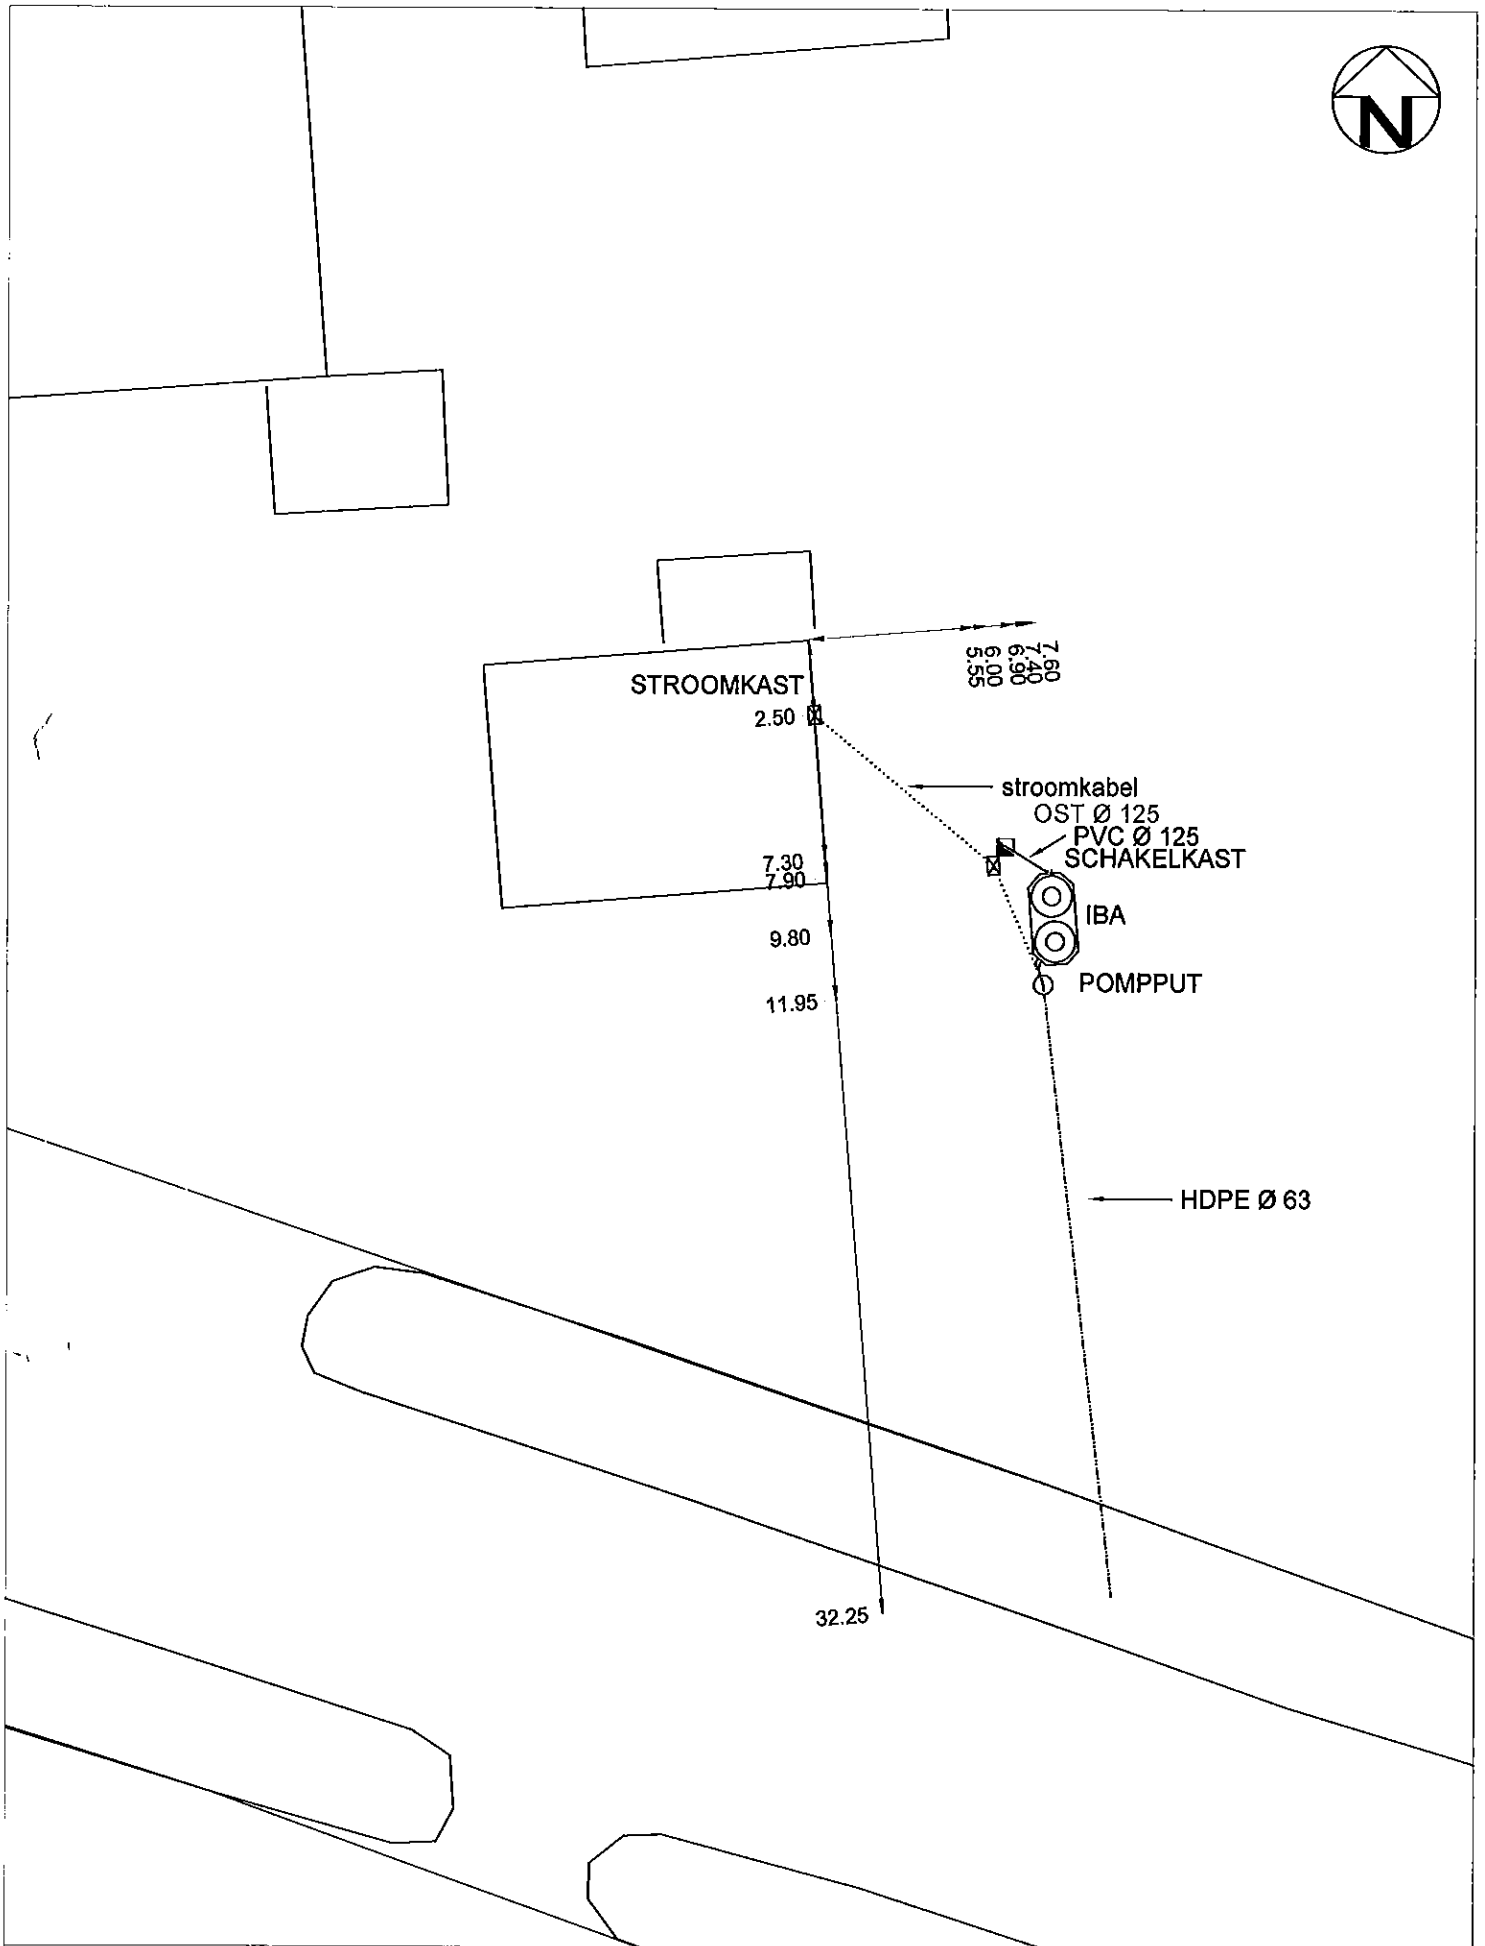 N
7.60
7.40
6.90
6.00
5.55
STROOMKAST
2.50
stroomkabel
OST Ø 125
PVC Ø 125
SCHAKELKAST
7.30
7.90
IBA
9.80
POMPPUT
11.95
HDPE Ø 63
32.25